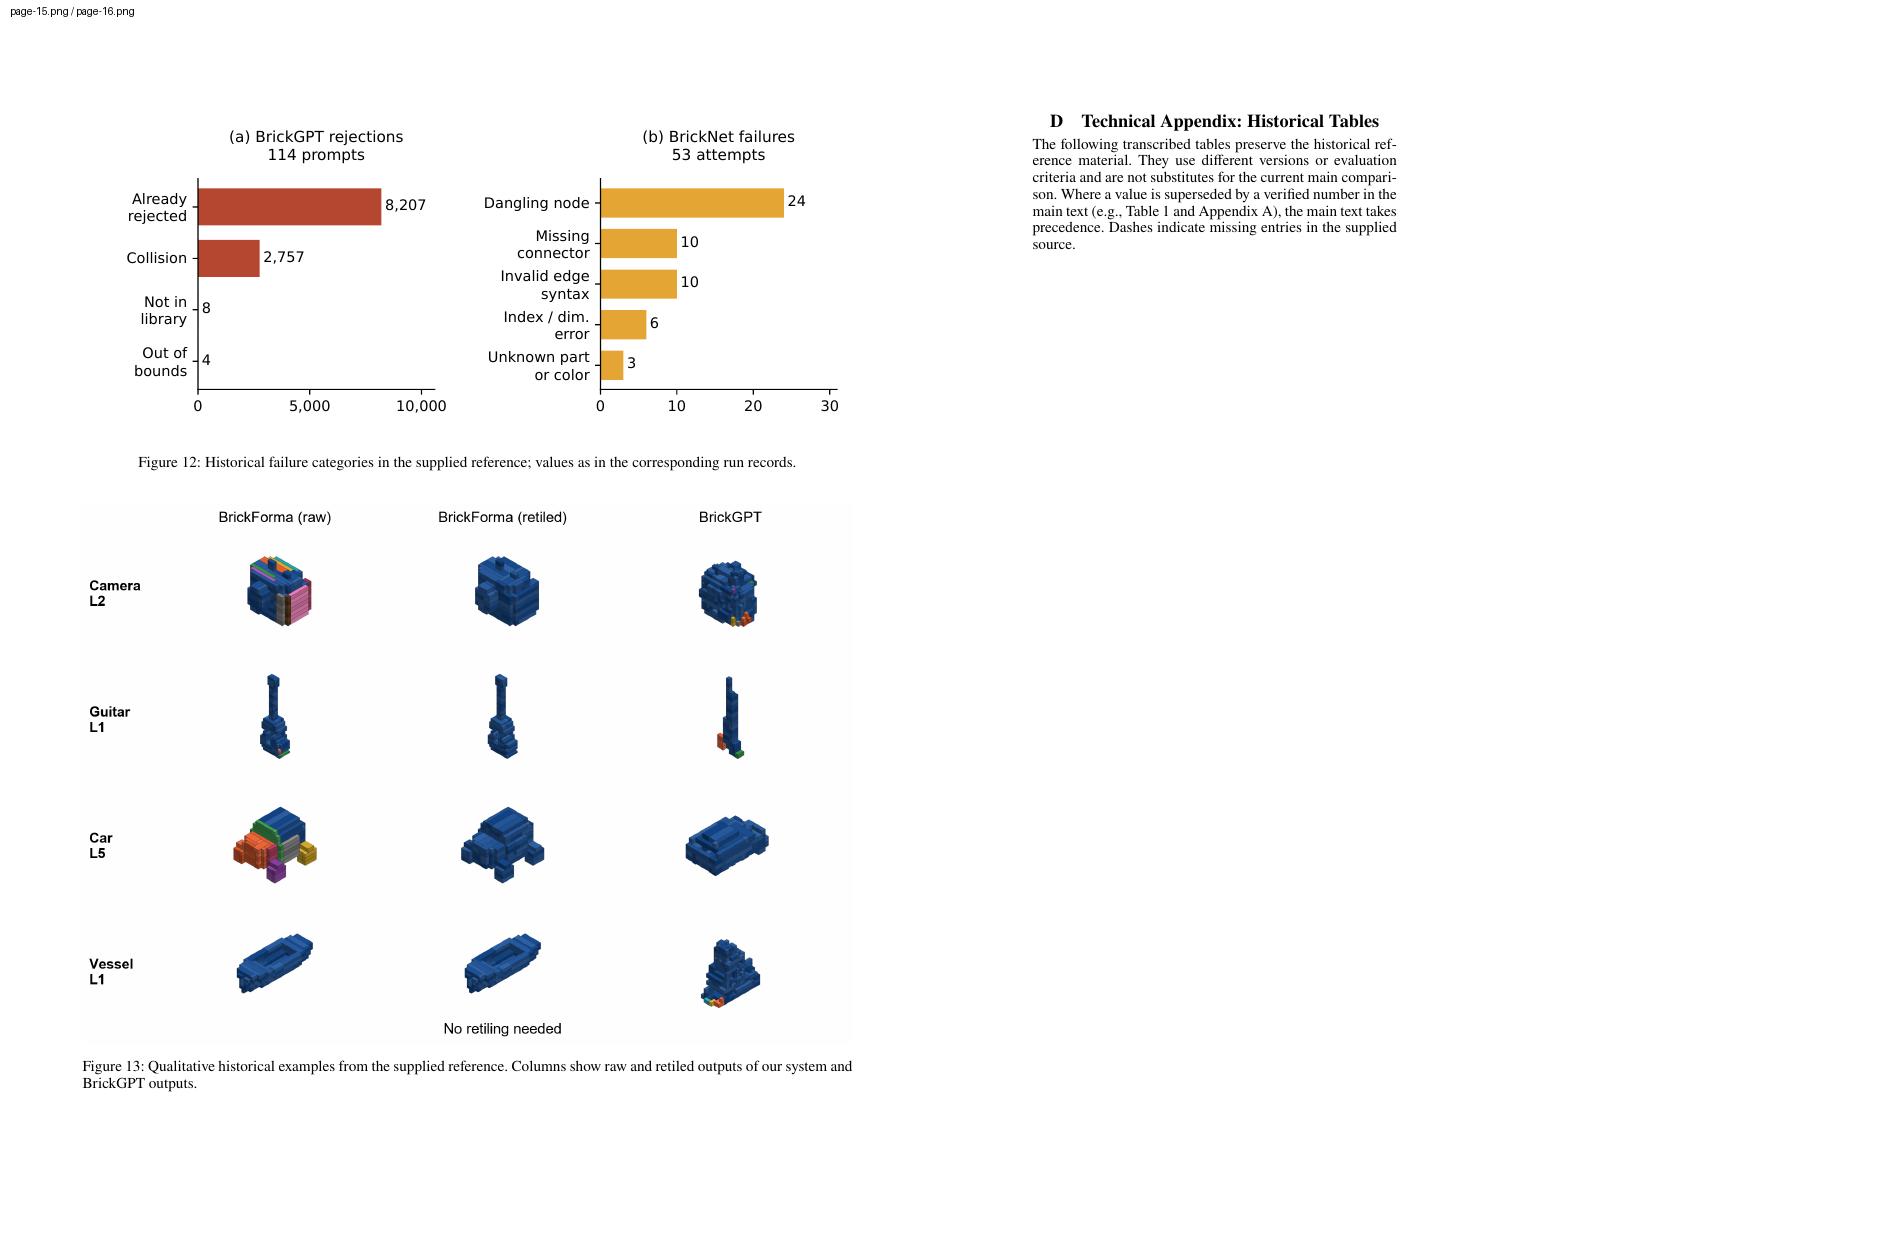 page-15.png / page-16.png
(a) BrickGPT rejections
114 prompts
Already
rejected
8,207
Collision
2,757
Not in
library
8
Out of
bounds
4
0
5,000
10,000
(b) BrickNet failures
53 attempts
Dangling node
24
Missing
connector
10
Invalid edge
syntax
10
Index / dim.
error
6
Unknown part
or color
3
0
10
20
30
Figure 12: Historical failure categories in the supplied reference; values as in the corresponding run records.
BrickForma (raw)
BrickForma (retiled)
BrickGPT
Camera
L2
Guitar
L1
Car
L5
Vessel
L1
No retiling needed
Figure 13: Qualitative historical examples from the supplied reference. Columns show raw and retiled outputs of our system and
BrickGPT outputs.
D Technical Appendix: Historical Tables
The following transcribed tables preserve the historical ref-
erence material. They use different versions or evaluation
criteria and are not substitutes for the current main compari-
son. Where a value is superseded by a verified number in the
main text (e.g., Table 1 and Appendix A), the main text takes
precedence. Dashes indicate missing entries in the supplied
source.